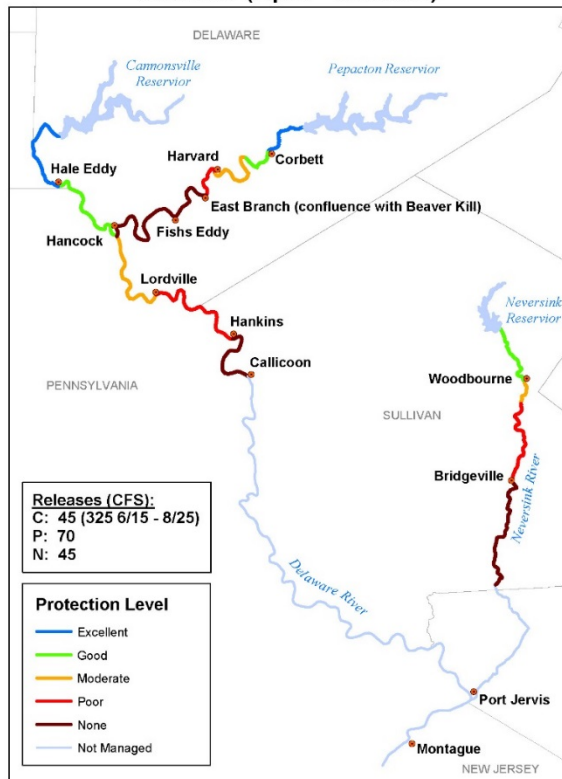 DELAWARE
Cannonsville
Reservior
Pepacton Reservior
Harvard
Corbett
Hale Eddy
East Branch (confluence with Beaver Kill)
Fishs Eddy
Hancock
Lordville
Neversink
Reservior
Hankins
Callicoon
Woodbourne
PENNSYLVANIA
SULLIVAN
Bridgeville
Neversink River
Releases (CFS):
C: 45 (325 6/15 - 8/25)
P: 70
N: 45
Delaware River
Protection Level
Excellent
Good
Moderate
Poor
None
Not Managed
Port Jervis
Montague
NEW JERSEY